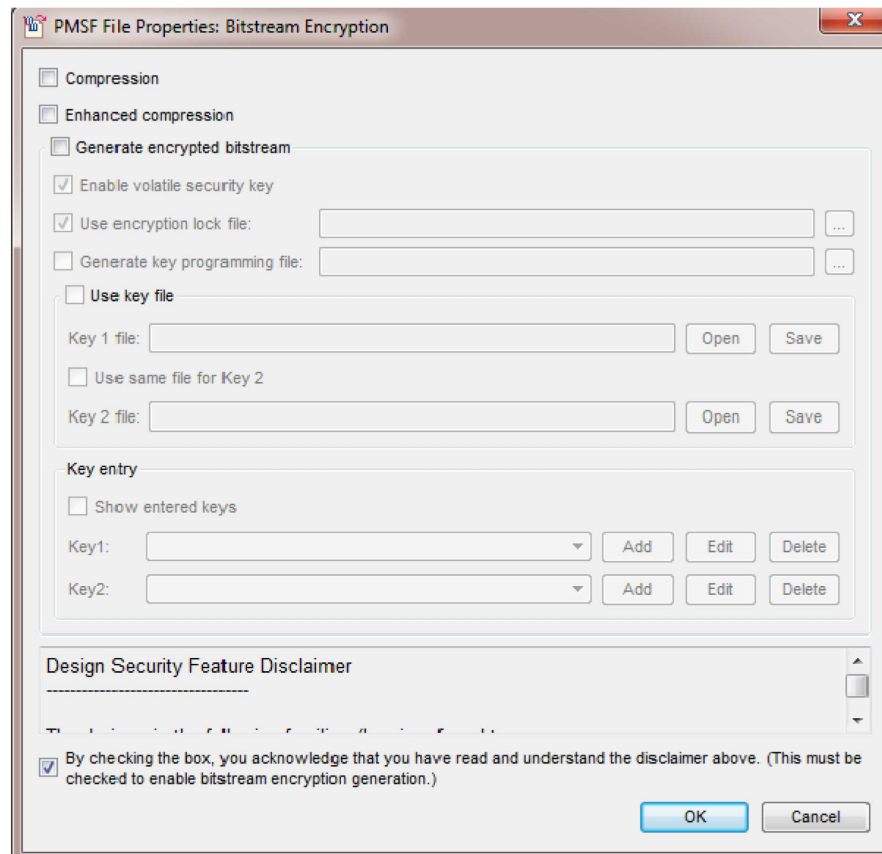 PMSF File Properties: Bitstream Encryption
Compression
Enhanced compression
Generate encrypted bitstream
Enable volatile security key
Use encryption lock file: ...
Generate key programming file: ...
Use key file
Key 1 file: Open Save
Use same file for Key 2
Key 2 file: Open Save
Key entry
Show entered keys
Key1: Add Edit Delete
Key2: Add Edit Delete
Design Security Feature Disclaimer
----------------------------------
By checking the box, you acknowledge that you have read and understand the disclaimer above. (This must be
checked to enable bitstream encryption generation.)
OK Cancel